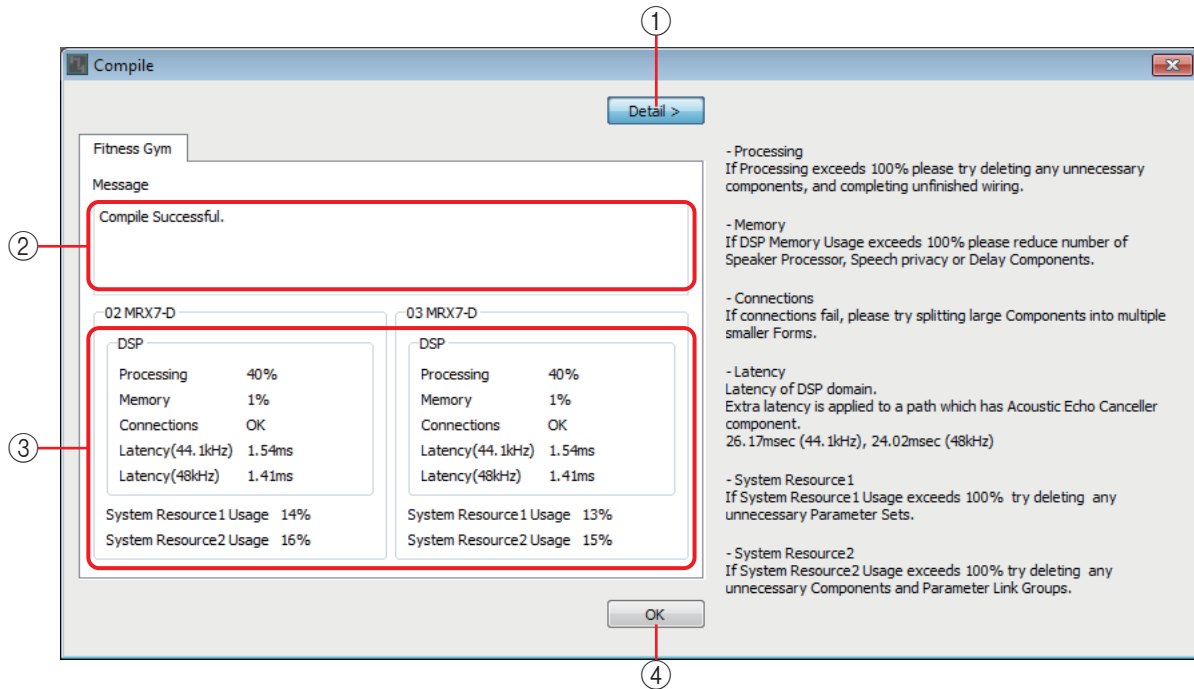 ①
Compile
Detail >
Fitness Gym
Message
Compile Successful.
②
02 MRX7-D
DSP
Processing 40%
Memory 1%
Connections OK
Latency(44.1kHz) 1.54ms
Latency(48kHz) 1.41ms
System Resource1 Usage 14%
System Resource2 Usage 16%
03 MRX7-D
DSP
Processing 40%
Memory 1%
Connections OK
Latency(44.1kHz) 1.54ms
Latency(48kHz) 1.41ms
System Resource1 Usage 13%
System Resource2 Usage 15%
③
OK
④
- Processing
If Processing exceeds 100% please try deleting any unnecessary
components, and completing unfinished wiring.
- Memory
If DSP Memory Usage exceeds 100% please reduce number of
Speaker Processor, Speech privacy or Delay Components.
- Connections
If connections fail, please try splitting large Components into multiple
smaller Forms.
- Latency
Latency of DSP domain.
Extra latency is applied to a path which has Acoustic Echo Canceller
component.
26.17msec (44.1kHz), 24.02msec (48kHz)
- System Resource1
If System Resource1 Usage exceeds 100% try deleting any
unnecessary Parameter Sets.
- System Resource2
If System Resource2 Usage exceeds 100% try deleting any
unnecessary Components and Parameter Link Groups.